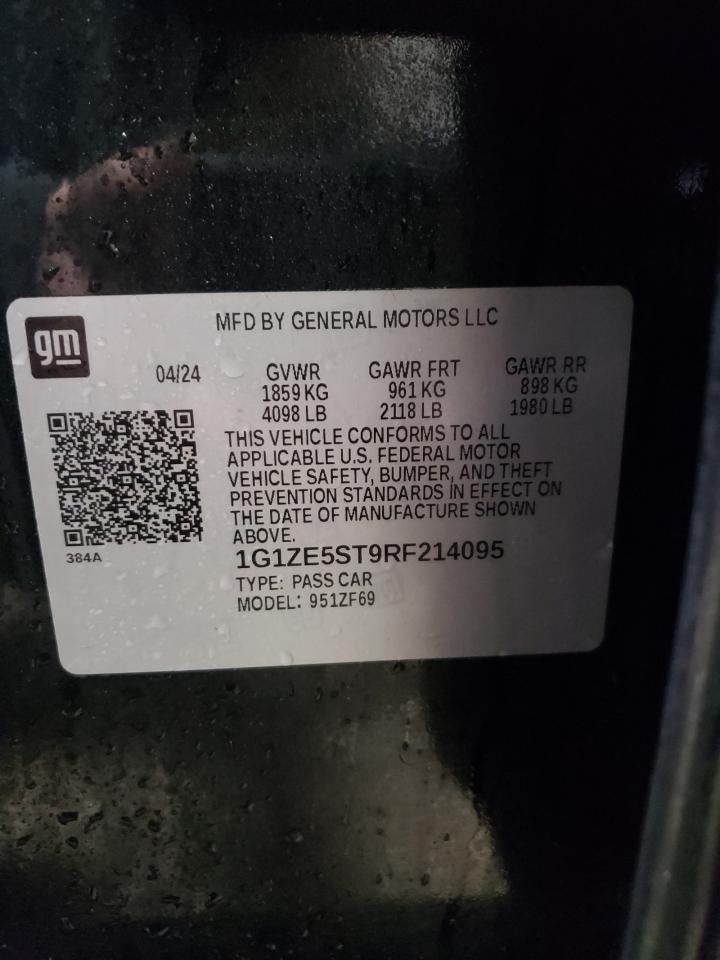 MFD BY GENERAL MOTORS LLC
gm
04/24
GVWR GAWR FRT GAWR RR
1859 KG 961 KG 898 KG
4098 LB 2118 LB 1980 LB
THIS VEHICLE CONFORMS TO ALL
APPLICABLE U.S. FEDERAL MOTOR
VEHICLE SAFETY, BUMPER, AND THEFT
PREVENTION STANDARDS IN EFFECT ON
THE DATE OF MANUFACTURE SHOWN
ABOVE.
384A
1G1ZE5ST9RF214095
TYPE: PASS CAR
MODEL: 951ZF69